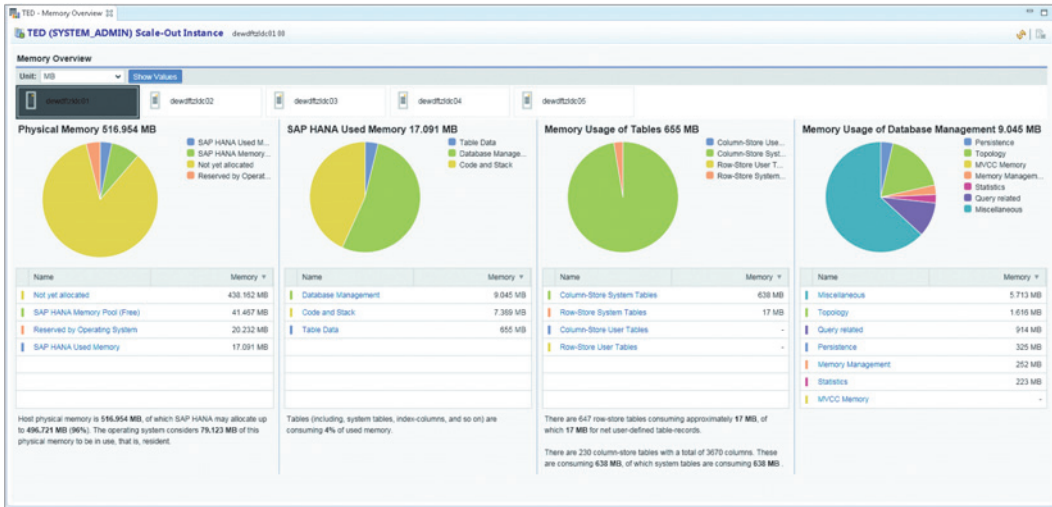 TED - Memory Overview
TED (SYSTEM_ADMIN) Scale-Out Instance dewdftzldc01 00
Memory Overview
Unit: MB Show Values
dewdftzldc01 dewdftzldc02 dewdftzldc03 dewdftzldc04 dewdftzldc05
Physical Memory 516.954 MB
SAP HANA Used M...
SAP HANA Memory...
Not yet allocated
Reserved by Operat...
Name Memory
Not yet allocated 438.162 MB
SAP HANA Memory Pool (Free) 41.467 MB
Reserved by Operating System 20.232 MB
SAP HANA Used Memory 17.091 MB
Host physical memory is 516.954 MB, of which SAP HANA may allocate up
to 496.721 MB (96%). The operating system considers 79.123 MB of this
physical memory to be in use, that is, resident.
SAP HANA Used Memory 17.091 MB
Table Data
Database Manage...
Code and Stack
Name Memory
Database Management 9.045 MB
Code and Stack 7.389 MB
Table Data 655 MB
Tables (including, system tables, index-columns, and so on) are
consuming 4% of used memory.
Memory Usage of Tables 655 MB
Column-Store Use...
Column-Store Syst...
Row-Store User T...
Row-Store System...
Name Memory
Column-Store System Tables 638 MB
Row-Store System Tables 17 MB
Column-Store User Tables -
Row-Store User Tables -
There are 647 row-store tables consuming approximately 17 MB, of
which 17 MB for net user-defined table-records.
There are 230 column-store tables with a total of 3670 columns. These
are consuming 638 MB, of which system tables are consuming 638 MB .
Memory Usage of Database Management 9.045 MB
Persistence
Topology
MVCC Memory
Memory Managem...
Statistics
Query related
Miscellaneous
Name Memory
Miscellaneous 5.713 MB
Topology 1.616 MB
Query related 914 MB
Persistence 325 MB
Memory Management 252 MB
Statistics 223 MB
MVCC Memory -